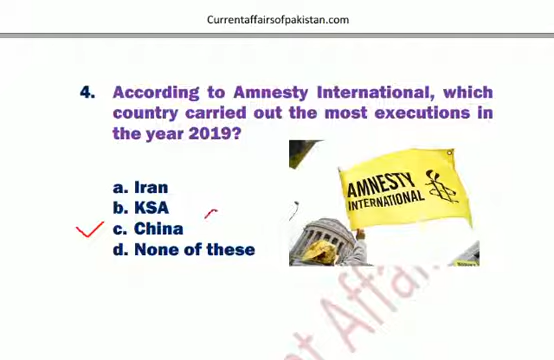 Currentaffairsofpakistan.com
4. According to Amnesty International, which
country carried out the most executions in
the year 2019?
a. Iran
b. KSA
c. China
d. None of these
AMNESTY
INTERNATIONAL
Affair